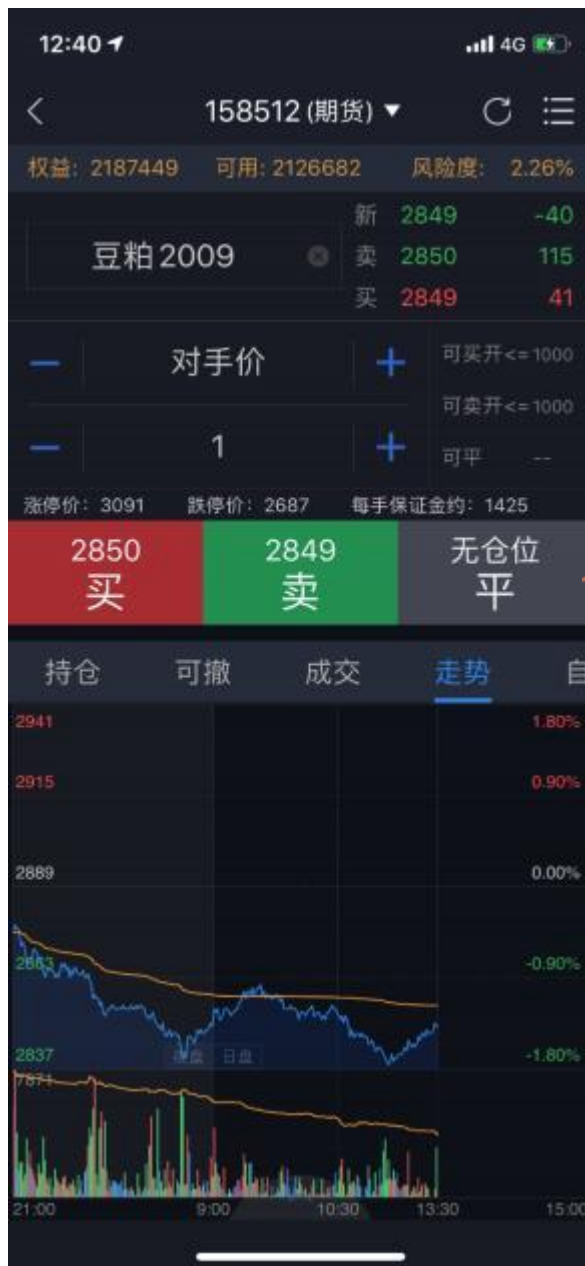 12:40 4G
158512 (期货)
权益: 2187449 可用: 2126682 风险度: 2.26%
新 2849 -40
豆粕 2009 卖 2850 115
买 2849 41
对手价 可买开<=1000
可卖开<=1000
1 可平 --
涨停价: 3091 跌停价: 2687 每手保证金约: 1425
2850 2849 无仓位
买 卖 平
持仓 可撤 成交 走势 自
2941 1.80%
2915 0.90%
2889 0.00%
2863 -0.90%
2837 夜盘 日盘 -1.80%
7871
21:00 9:00 10:30 13:30 15:00